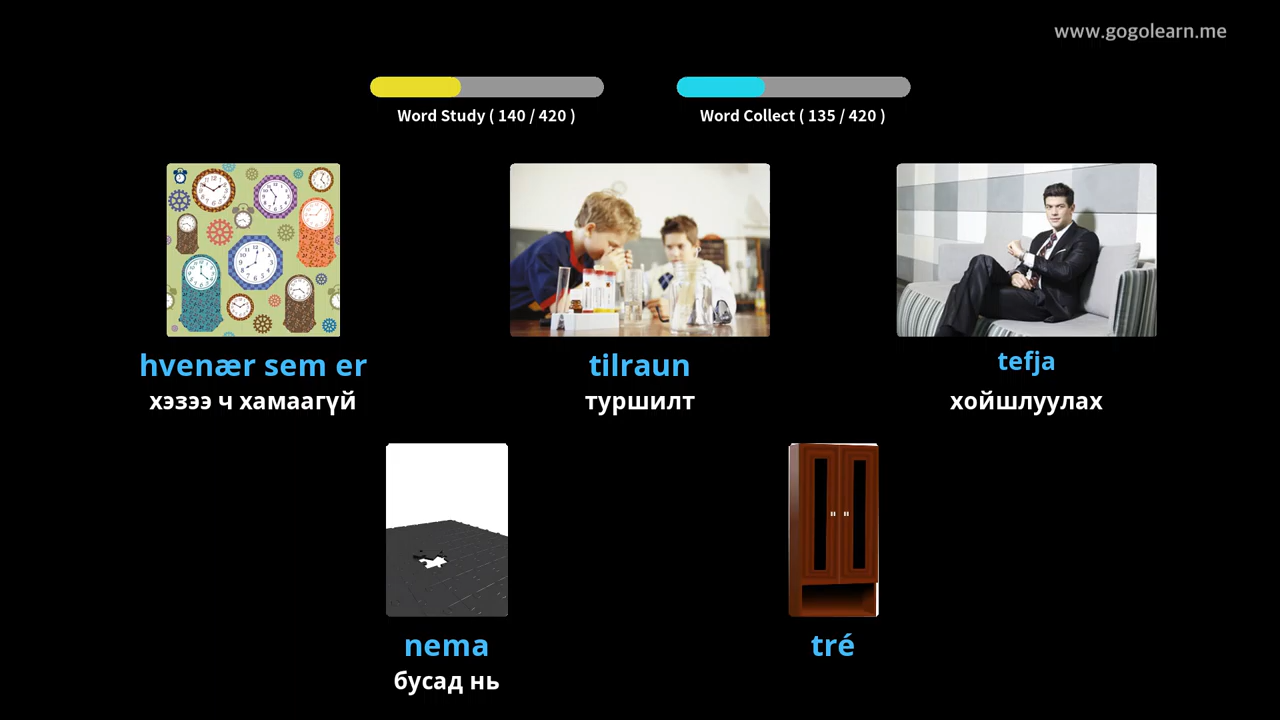 www.gogolearn.me
Word Study ( 140 / 420 )
Word Collect ( 135 / 420 )
hvenær sem er
хэзээ ч хамаагүй
tilraun
туршилт
tefja
хойшлуулах
nema
бусад нь
tré